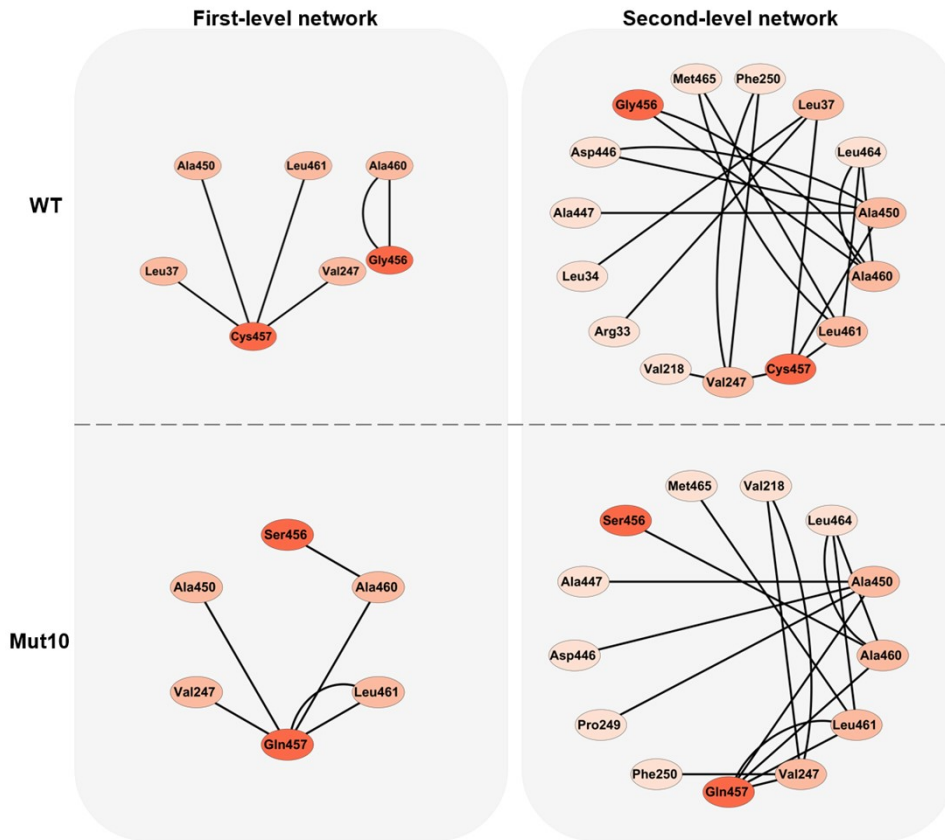 First-level network
Second-level network
WT
Ala450
Leu461
Ala460
Leu37
Val247
Gly456
Cys457
Met465
Phe250
Gly456
Leu37
Asp446
Leu464
Ala447
Ala450
Leu34
Ala460
Arg33
Leu461
Val218
Val247
Cys457
Mut10
Ser456
Ala450
Ala460
Val247
Leu461
Gln457
Met465
Val218
Ser456
Leu464
Ala447
Ala450
Asp446
Ala460
Pro249
Leu461
Phe250
Val247
Gln457